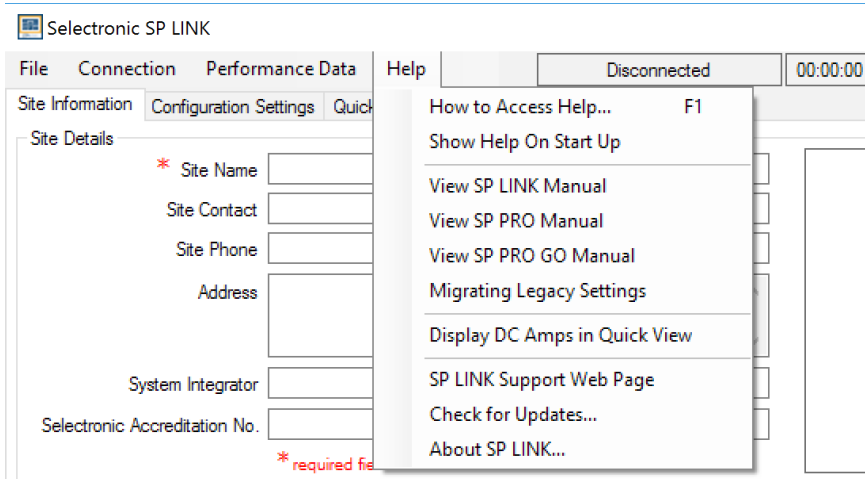 Selectronic SP LINK
File Connection Performance Data Help Disconnected 00:00:00
Site Information Configuration Settings Quick
How to Access Help... F1
Show Help On Start Up
View SP LINK Manual
View SP PRO Manual
View SP PRO GO Manual
Migrating Legacy Settings
Display DC Amps in Quick View
SP LINK Support Web Page
Check for Updates...
About SP LINK...
Site Details
* Site Name
Site Contact
Site Phone
Address
System Integrator
Selectronic Accreditation No.
* required fie